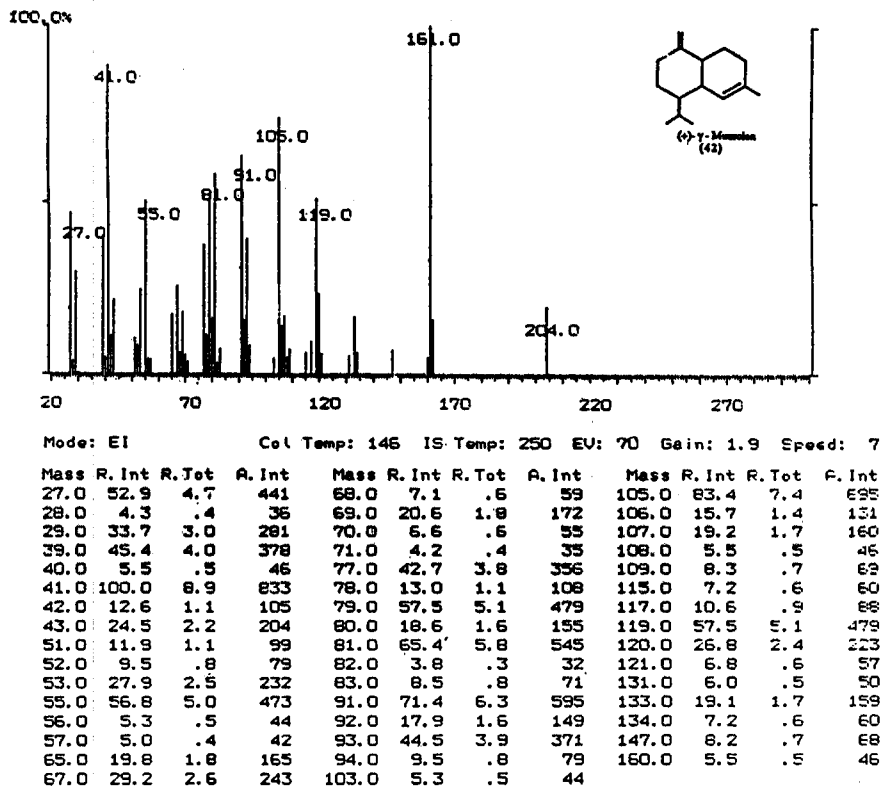 100.0%
161.0
41.0
105.0
91.0
81.0
55.0
119.0
27.0
204.0
(+)-γ-
(42)
20 70 120 170 220 270
Mode: EI Col Temp: 146 IS Temp: 250 EV: 70 Gain: 1.9 Speed: 7
Mass R.Int R.Tot A.Int Mass R.Int R.Tot A.Int Mass R.Int R.Tot A.Int
27.0 52.9 4.7 441 68.0 7.1 .6 59 105.0 83.4 7.4 695
28.0 4.3 .4 36 69.0 20.6 1.8 172 106.0 15.7 1.4 131
29.0 33.7 3.0 281 70.0 6.6 .6 55 107.0 19.2 1.7 160
39.0 45.4 4.0 378 71.0 4.2 .4 35 108.0 5.5 .5 46
40.0 5.5 .5 46 77.0 42.7 3.8 356 109.0 8.3 .7 69
41.0 100.0 8.9 833 78.0 13.0 1.1 108 115.0 7.2 .6 60
42.0 12.6 1.1 105 79.0 57.5 5.1 479 117.0 10.6 .9 88
43.0 24.5 2.2 204 80.0 18.6 1.6 155 119.0 57.5 5.1 479
51.0 11.9 1.1 99 81.0 65.4 5.8 545 120.0 26.8 2.4 223
52.0 9.5 .8 79 82.0 3.8 .3 32 121.0 6.8 .6 57
53.0 27.9 2.5 232 83.0 8.5 .8 71 131.0 6.0 .5 50
55.0 56.8 5.0 473 91.0 71.4 6.3 595 133.0 19.1 1.7 159
56.0 5.3 .5 44 92.0 17.9 1.6 149 134.0 7.2 .6 60
57.0 5.0 .4 42 93.0 44.5 3.9 371 147.0 8.2 .7 68
65.0 19.8 1.8 165 94.0 9.5 .8 79 160.0 5.5 .5 46
67.0 29.2 2.6 243 103.0 5.3 .5 44